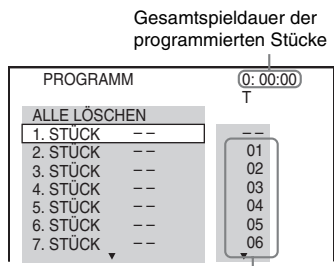 Gesamtspieldauer der
programmierten Stücke
PROGRAMM 0: 00:00
T
ALLE LÖSCHEN
1. STÜCK – – – –
2. STÜCK – – 01
3. STÜCK – – 02
4. STÜCK – – 03
5. STÜCK – – 04
6. STÜCK – – 05
7. STÜCK – – 06